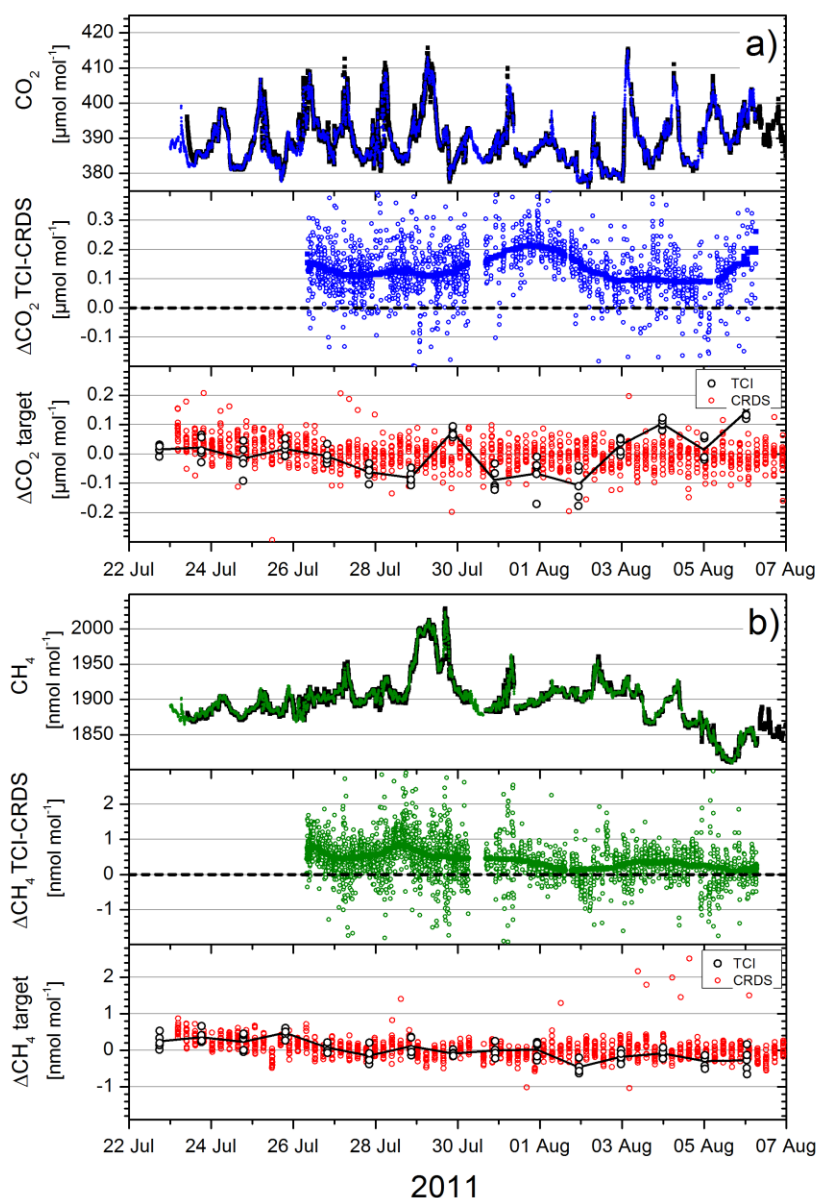 a)
CO2
[µmol mol-1]
420
410
400
390
380
ΔCO2 TCI-CRDS
[µmol mol-1]
0.3
0.2
0.1
0.0
-0.1
ΔCO2 target
[µmol mol-1]
0.2
0.1
0.0
-0.1
-0.2
TCI
CRDS
22 Jul 24 Jul 26 Jul 28 Jul 30 Jul 01 Aug 03 Aug 05 Aug 07 Aug
b)
CH4
[nmol mol-1]
2000
1950
1900
1850
ΔCH4 TCI-CRDS
[nmol mol-1]
2
1
0
-1
ΔCH4 target
[nmol mol-1]
2
1
0
-1
TCI
CRDS
22 Jul 24 Jul 26 Jul 28 Jul 30 Jul 01 Aug 03 Aug 05 Aug 07 Aug
2011